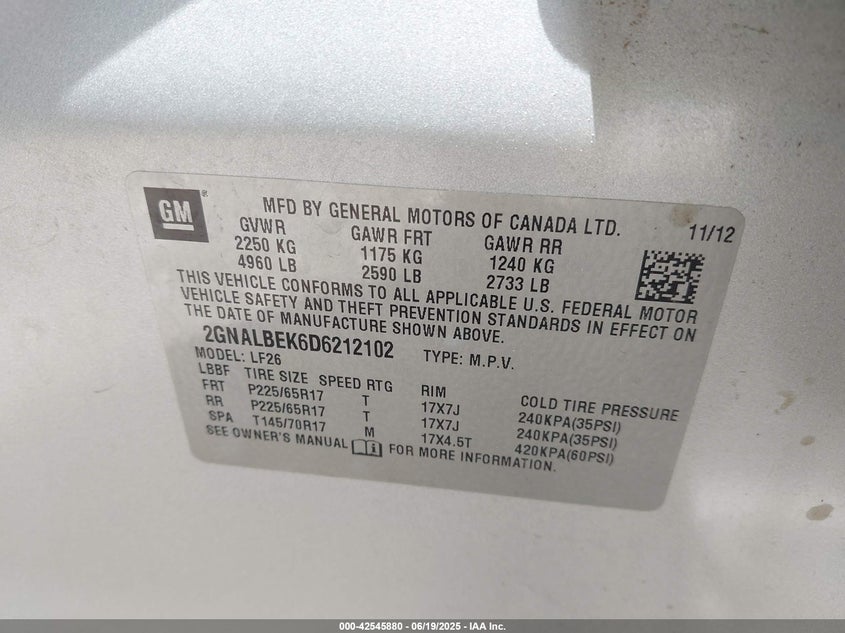 GM
MFD BY GENERAL MOTORS OF CANADA LTD. 11/12
GVWR GAWR FRT GAWR RR
2250 KG 1175 KG 1240 KG
4960 LB 2590 LB 2733 LB
THIS VEHICLE CONFORMS TO ALL APPLICABLE U.S. FEDERAL MOTOR
VEHICLE SAFETY AND THEFT PREVENTION STANDARDS IN EFFECT ON
THE DATE OF MANUFACTURE SHOWN ABOVE.
2GNALBEK6D6212102 TYPE: M.P.V.
MODEL: LF26
LBBF TIRE SIZE SPEED RTG RIM COLD TIRE PRESSURE
FRT P225/65R17 T 17X7J 240KPA(35PSI)
RR P225/65R17 T 17X7J 240KPA(35PSI)
SPA T145/70R17 M 17X4.5T 420KPA(60PSI)
SEE OWNER'S MANUAL FOR MORE INFORMATION.
000-42545880 - 06/19/2025 - IAA Inc.